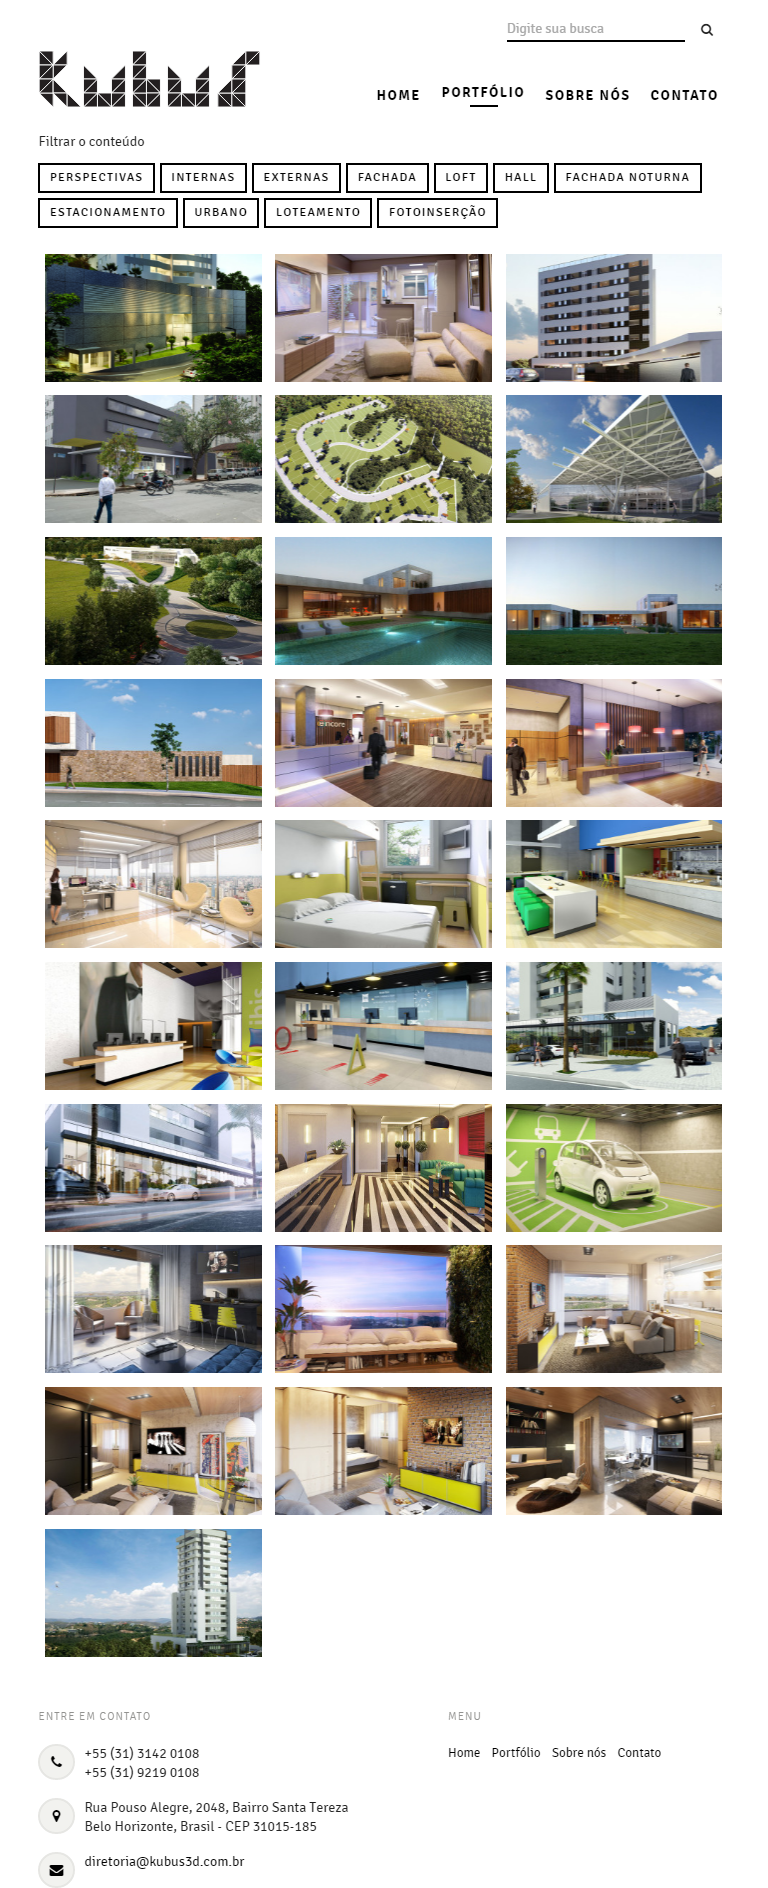 Digite sua busca
Kubus
HOME PORTFÓLIO SOBRE NÓS CONTATO
Filtrar o conteúdo
PERSPECTIVAS INTERNAS EXTERNAS FACHADA LOFT HALL FACHADA NOTURNA
ESTACIONAMENTO URBANO LOTEAMENTO FOTOINSERÇÃO
ENTRE EM CONTATO
+55 (31) 3142 0108
+55 (31) 9219 0108
Rua Pouso Alegre, 2048, Bairro Santa Tereza
Belo Horizonte, Brasil - CEP 31015-185
diretoria@kubus3d.com.br
MENU
Home Portfólio Sobre nós Contato